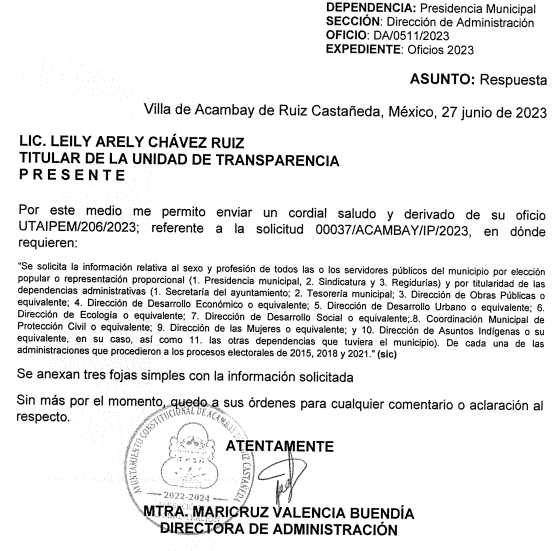 DEPENDENCIA: Presidencia Municipal
SECCIÓN: Dirección de Administración
OFICIO: DA/0511/2023
EXPEDIENTE: Oficios 2023
ASUNTO: Respuesta
Villa de Acambay de Ruiz Castañeda, México, 27 junio de 2023
LIC. LEILY ARELY CHÁVEZ RUIZ
TITULAR DE LA UNIDAD DE TRANSPARENCIA
P R E S E N T E
Por este medio me permito enviar un cordial saludo y derivado de su oficio
UTAIPEM/206/2023; referente a la solicitud 00037/ACAMBAY/IP/2023, en dónde
requieren:
"Se solicita la información relativa al sexo y profesión de todos las o los servidores públicos del municipio por elección
popular o representación proporcional (1. Presidencia municipal, 2. Sindicatura y 3. Regidurías) y por titularidad de las
dependencias administrativas (1. Secretaría del ayuntamiento; 2. Tesorería municipal; 3. Dirección de Obras Públicas o
equivalente; 4. Dirección de Desarrollo Económico o equivalente; 5. Dirección de Desarrollo Urbano o equivalente; 6.
Dirección de Ecología o equivalente; 7. Dirección de Desarrollo Social o equivalente;.8. Coordinación Municipal de
Protección Civil o equivalente; 9. Dirección de las Mujeres o equivalente; y 10. Dirección de Asuntos Indígenas o su
equivalente, en su caso, así como 11. las otras dependencias que tuviera el municipio). De cada una de las
administraciones que procedieron a los procesos electorales de 2015, 2018 y 2021." (sic)
Se anexan tres fojas simples con la información solicitada
Sin más por el momento, quedo a sus órdenes para cualquier comentario o aclaración al
respecto.
AYUNTAMIENTO CONSTITUCIONAL DE ACAMBAY DE RUIZ CASTAÑEDA
2022-2024
ATENTAMENTE
MTRA. MARICRUZ VALENCIA BUENDÍA
DIRECTORA DE ADMINISTRACIÓN